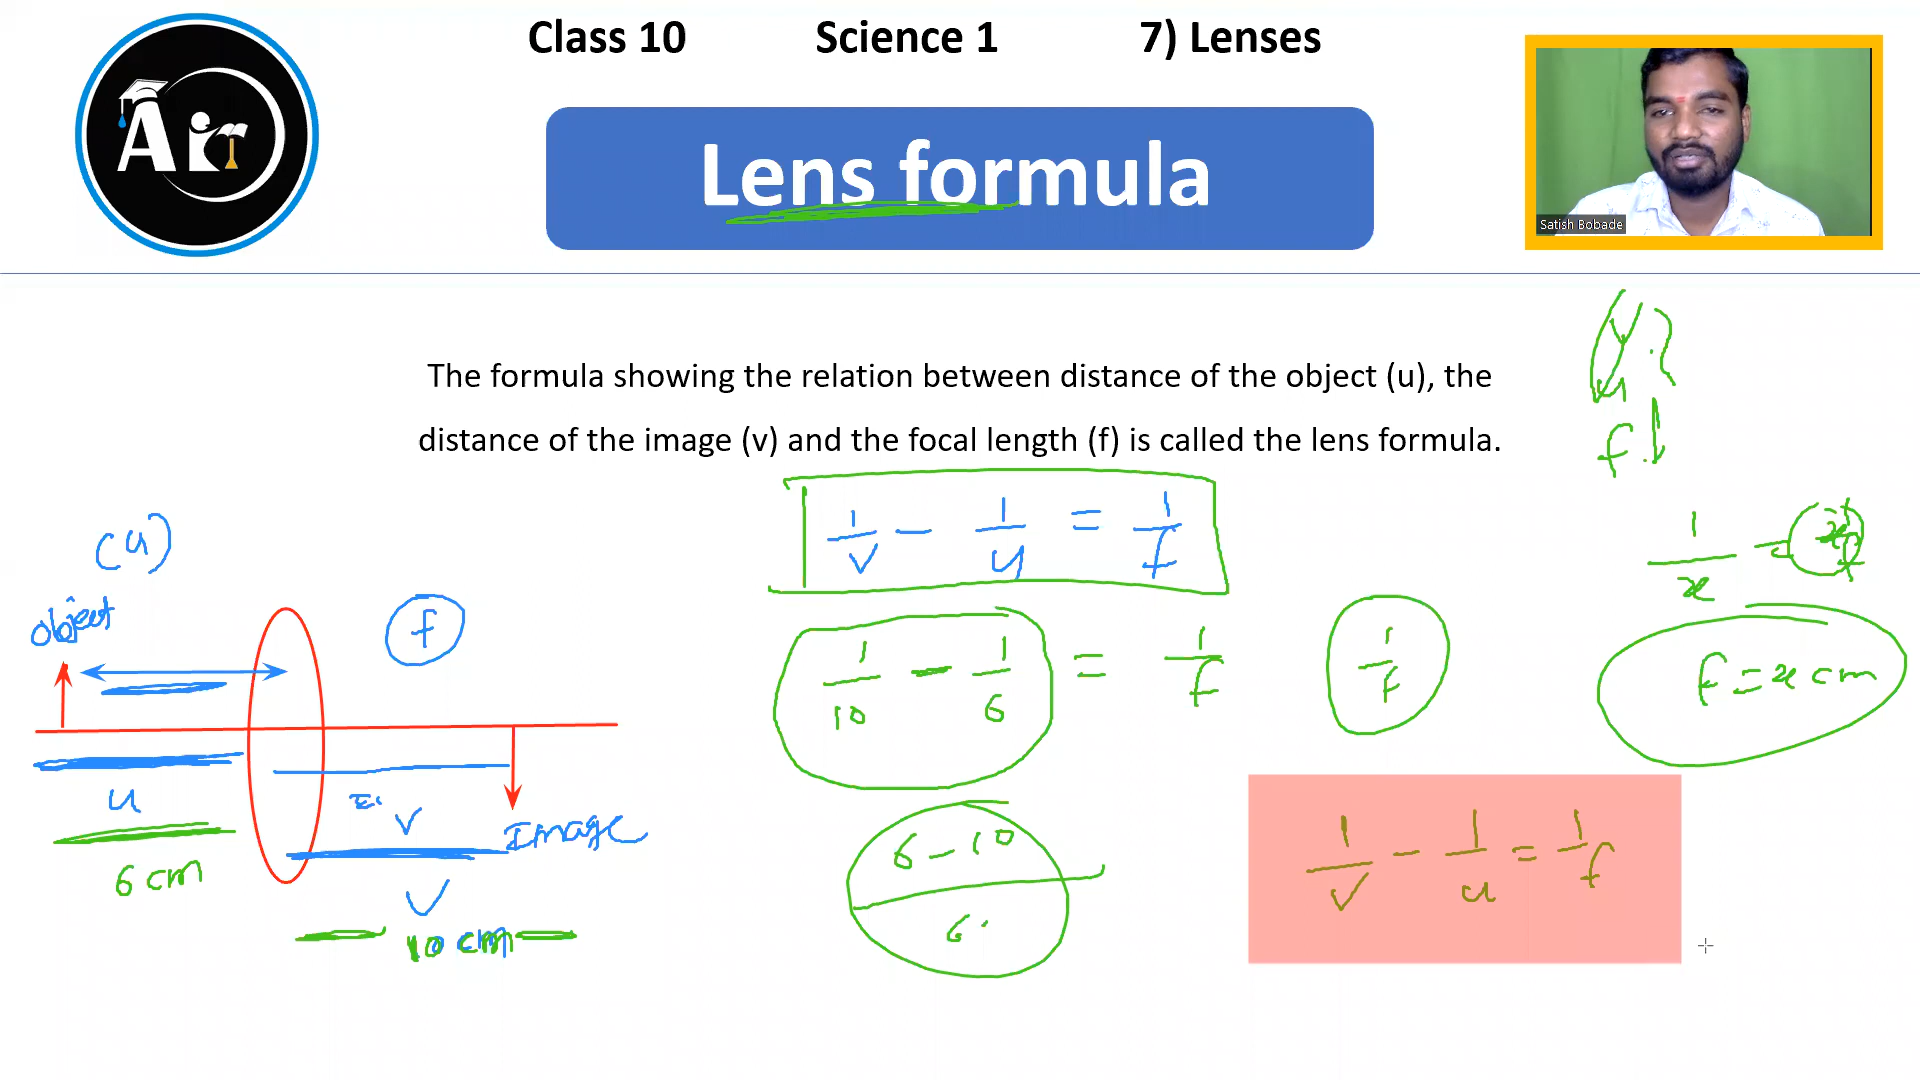 Class 10 Science 1 7) Lenses
Air
Lens formula
Satish Bobade
The formula showing the relation between distance of the object (u), the
distance of the image (v) and the focal length (f) is called the lens formula.
v ?
u
f !
1/v - 1/u = 1/f
(u)
object
f
u
6 cm
v
Image
v
10 cm
1/10 - 1/6 = 1/f
1/f
6 - 10
6
1/x =
f = x cm
1/v - 1/u = 1/f